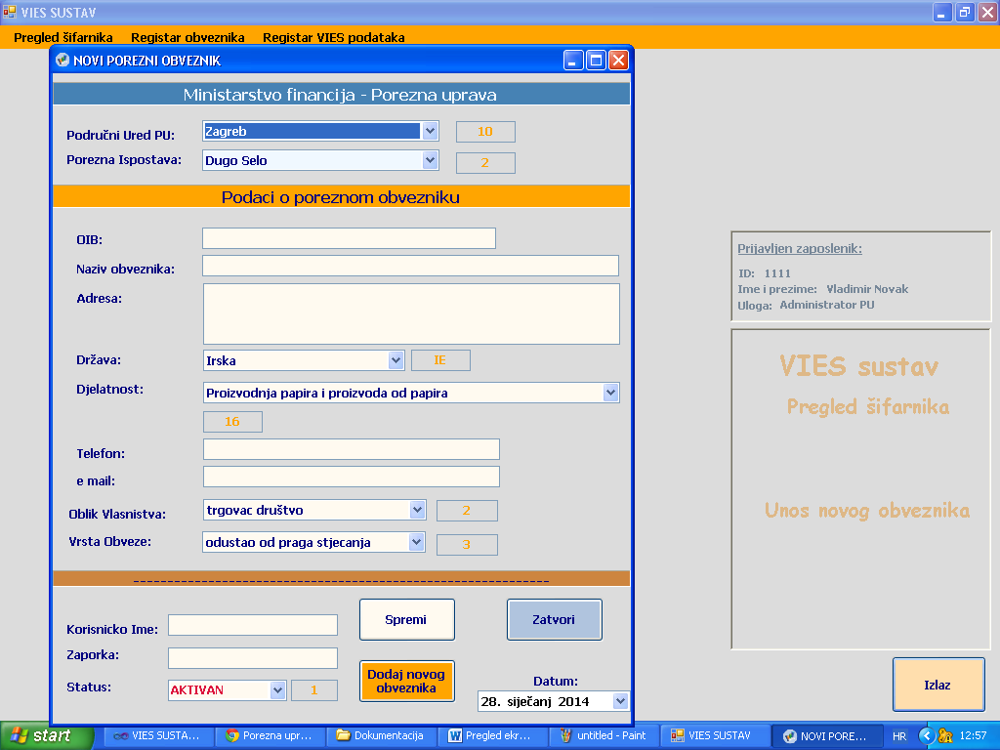 VIES SUSTAV
Pregled šifarnika Registar obveznika Registar VIES podataka
NOVI POREZNI OBVEZNIK
Ministarstvo financija - Porezna uprava
Područni Ured PU: Zagreb 10
Porezna Ispostava: Dugo Selo 2
Podaci o poreznom obvezniku
OIB:
Naziv obveznika:
Adresa:
Država: Irska IE
Djelatnost: Proizvodnja papira i proizvoda od papira
16
Telefon:
e mail:
Oblik Vlasnistva: trgovac društvo 2
Vrsta Obveze: odustao od praga stjecanja 3
Korisnicko Ime:
Zaporka:
Status: AKTIVAN 1
Spremi
Zatvori
Dodaj novog
obveznika
Datum:
28. siječanj 2014
Prijavljen zaposlenik:
ID: 1111
Ime i prezime: Vladimir Novak
Uloga: Administrator PU
VIES sustav
Pregled šifarnika
Unos novog obveznika
Izlaz
start VIES SUSTA... Porezna upr... Dokumentacija Pregled ekr... untitled - Paint VIES SUSTAV NOVI PORE... HR 12:57